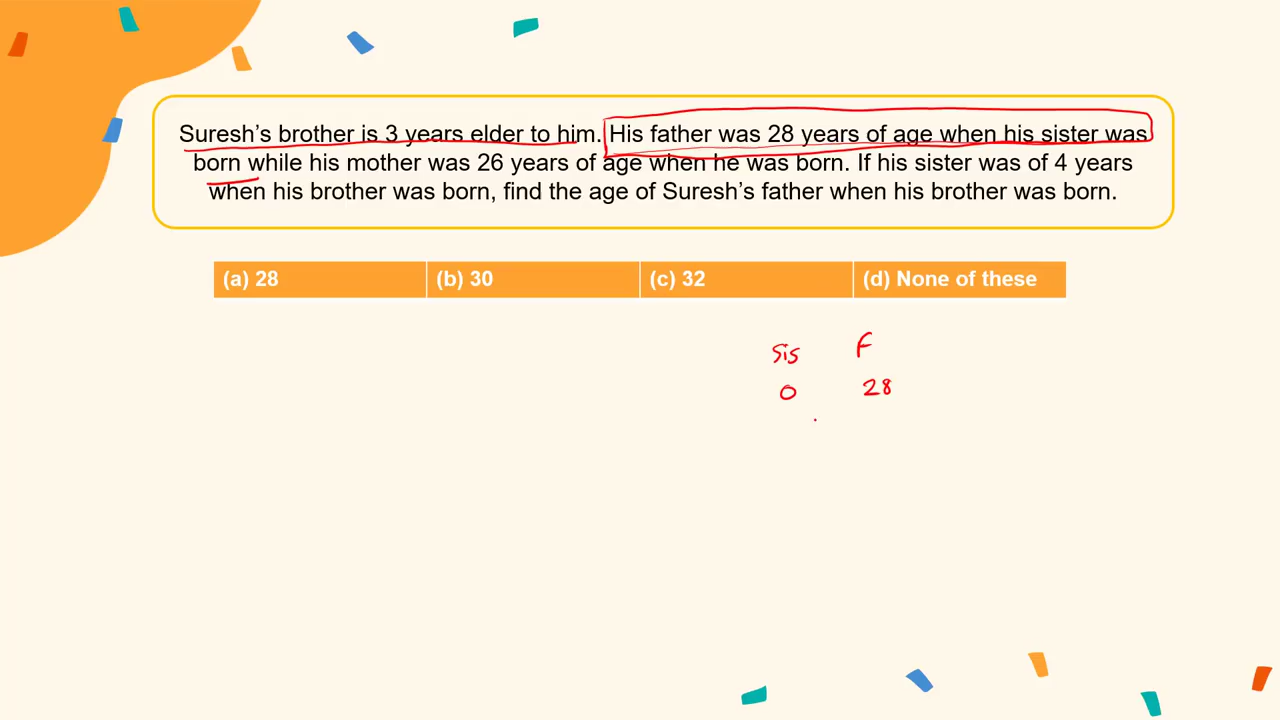 Suresh's brother is 3 years elder to him. His father was 28 years of age when his sister was
born while his mother was 26 years of age when he was born. If his sister was of 4 years
when his brother was born, find the age of Suresh's father when his brother was born.
(a) 28 (b) 30 (c) 32 (d) None of these
Sis F
0 28